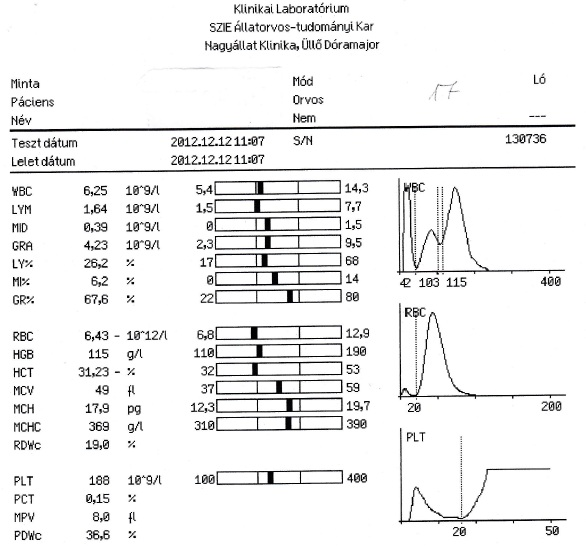 Klinikai Laboratórium
SZIE Állatorvos-tudományi Kar
Nagyállat Klinika, Üllő Dóramajor
Minta Mód 17 Ló
Páciens Orvos
Név Nem ---
Teszt dátum 2012.12.12 11:07 S/N 130736
Lelet dátum 2012.12.12 11:07
WBC 6,25 10^9/l 5,4 14,3
LYM 1,64 10^9/l 1,5 7,7
MID 0,39 10^9/l 0 1,5
GRA 4,23 10^9/l 2,3 9,5
LY% 26,2 % 17 68
MI% 6,2 % 0 14
GR% 67,6 % 22 80
WBC
42 103 115 400
RBC 6,43 - 10^12/l 6,8 12,9
HGB 115 g/l 110 190
HCT 31,23 - % 32 53
MCV 49 fl 37 59
MCH 17,9 pg 12,3 19,7
MCHC 369 g/l 310 390
RDWc 19,0 %
RBC
20 200
PLT 188 10^9/l 100 400
PCT 0,15 %
MPV 8,0 fl
PDWc 36,6 %
PLT
20 50